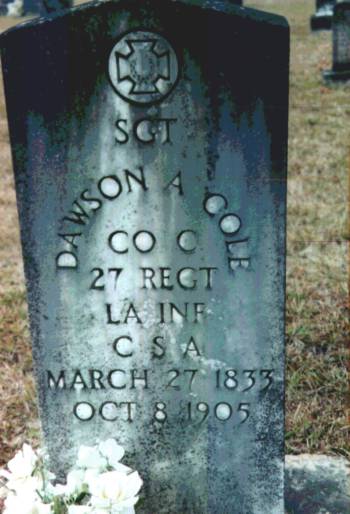 SGT
DAWSON A COLE
CO C
27 REGT
LA INF
C S A
MARCH 27 1833
OCT 8 1905